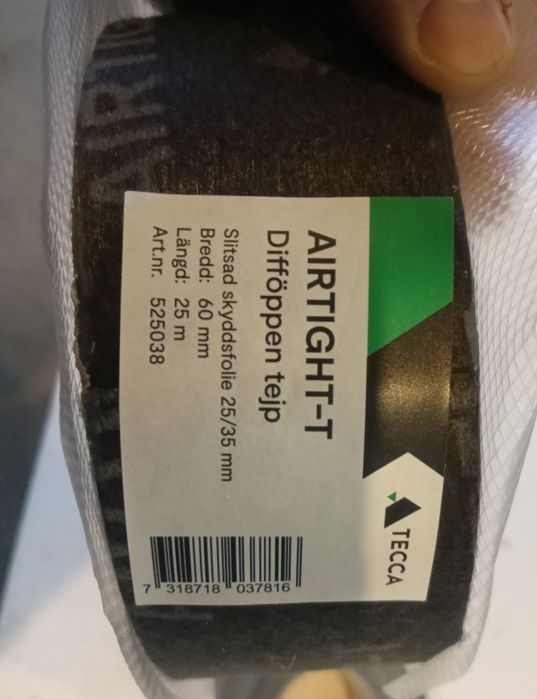 AIRTIGHT-T
Difföppen tejp
Slitsad skyddsfolie 25/35 mm
Bredd: 60 mm
Längd: 25 m
Art.nr. 525038
7 318718 037816
TECCA